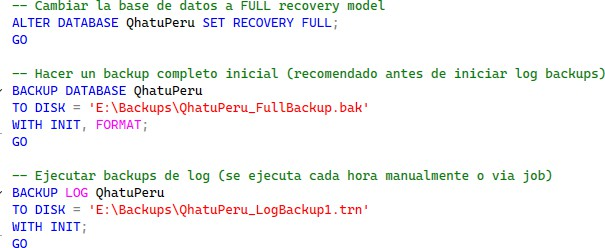 -- Cambiar la base de datos a FULL recovery model
ALTER DATABASE QhatuPeru SET RECOVERY FULL;
GO
-- Hacer un backup completo inicial (recomendado antes de iniciar log backups)
BACKUP DATABASE QhatuPeru
TO DISK = 'E:\Backups\QhatuPeru_FullBackup.bak'
WITH INIT, FORMAT;
GO
-- Ejecutar backups de log (se ejecuta cada hora manualmente o via job)
BACKUP LOG QhatuPeru
TO DISK = 'E:\Backups\QhatuPeru_LogBackup1.trn'
WITH INIT;
GO